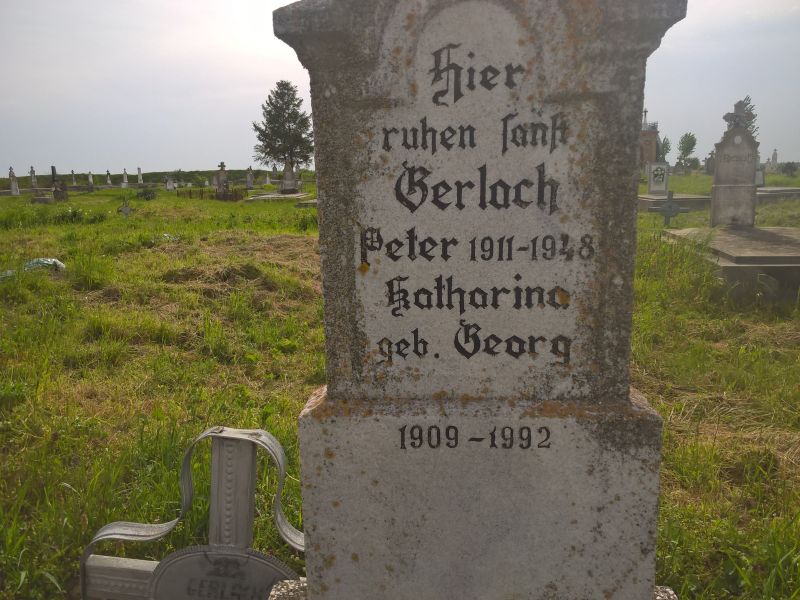 Hier
ruhen sanft
Gerlach
Peter 1911-1948
Katharina
geb. Georg
1909-1992